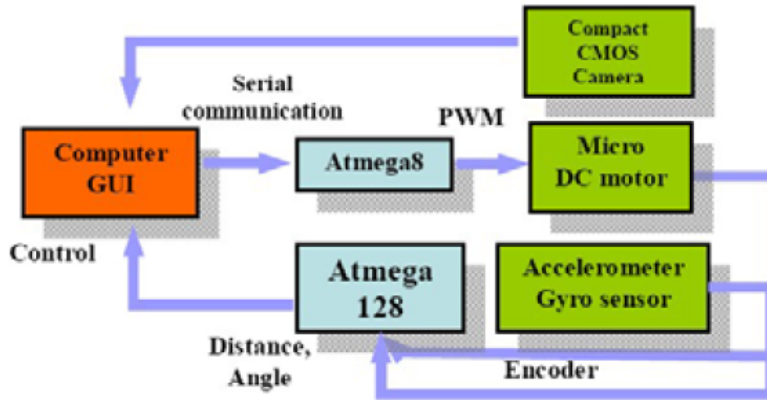 Compact
CMOS
Camera
Serial
communication
PWM
Computer
GUI
Atmega8
Micro
DC motor
Control
Atmega
128
Accelerometer
Gyro sensor
Distance,
Angle
Encoder